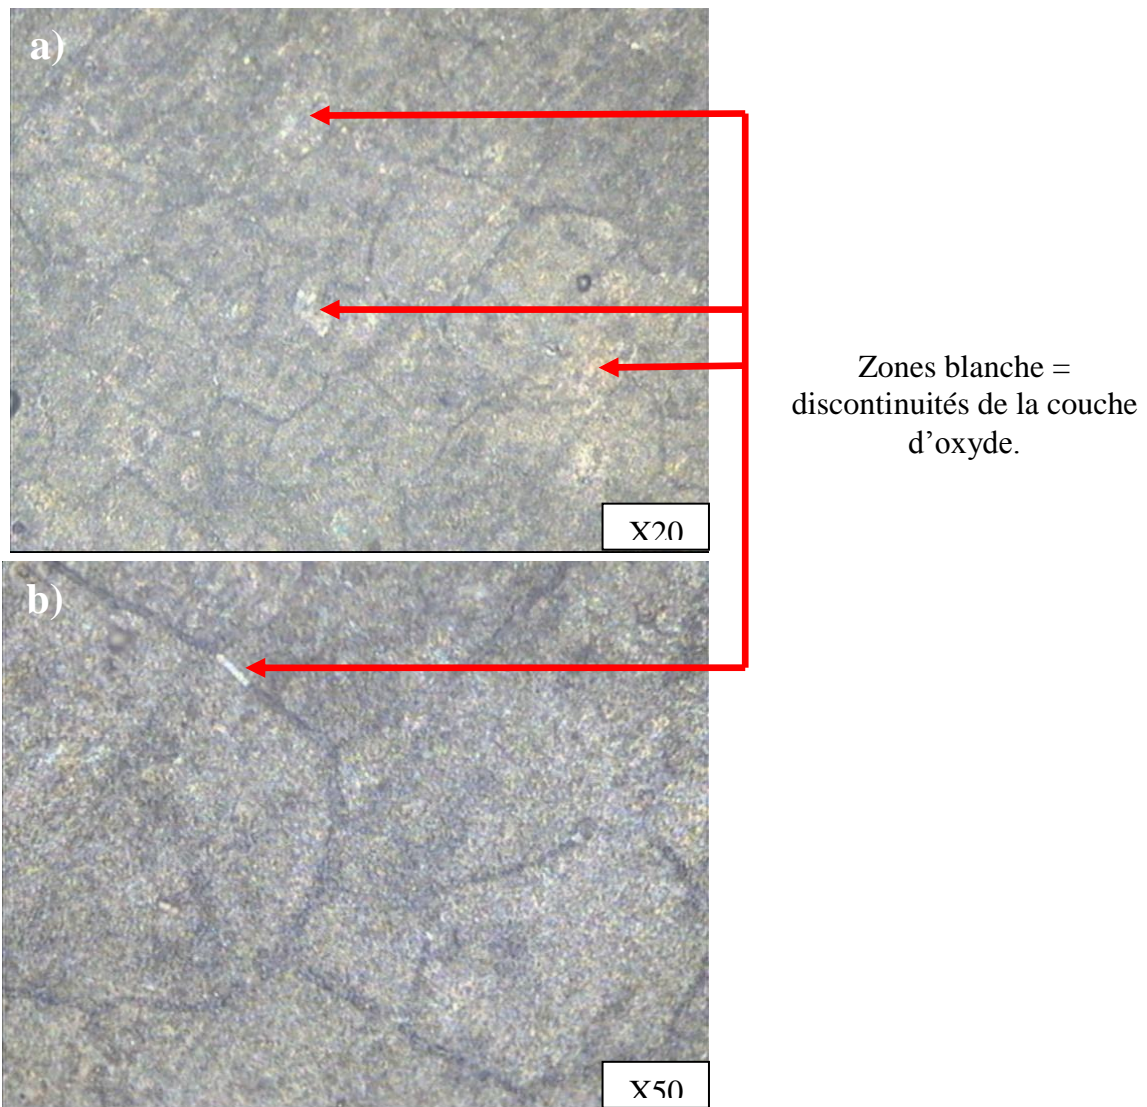 a)
Zones blanche =
discontinuités de la couche
d’oxyde.
X20
b)
X50